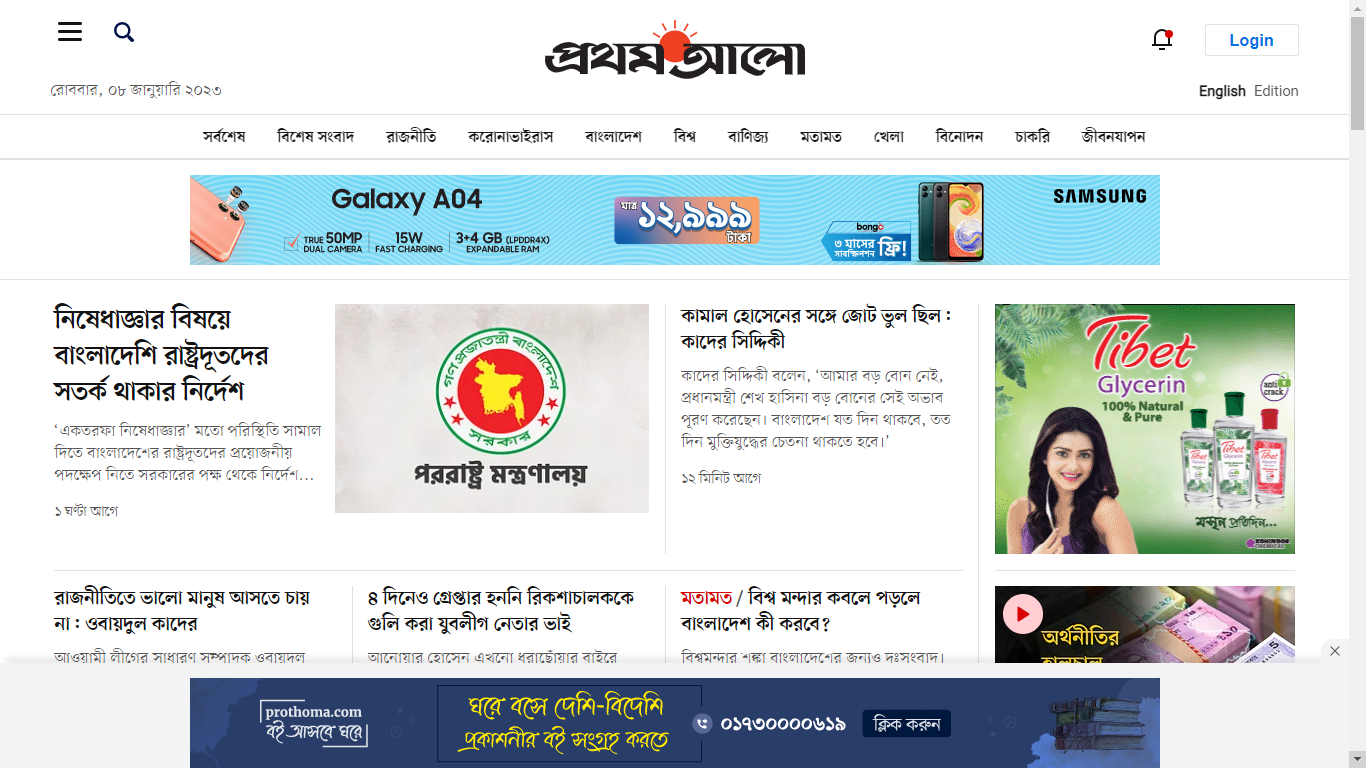 প্রথম আলো
Login
রোববার, ০৮ জানুয়ারি ২০২৩
English Edition
সর্বশেষ বিশেষ সংবাদ রাজনীতি করোনাভাইরাস বাংলাদেশ বিশ্ব বাণিজ্য মতামত খেলা বিনোদন চাকরি জীবনযাপন
Galaxy A04
TRUE 50MP DUAL CAMERA
15W FAST CHARGING
3+4 GB (LPDDR4X) EXPANDABLE RAM
মাত্র ১২,৯৯৯ টাকা
bongo
৩ মাসের সাবস্ক্রিপশন ফ্রি!
SAMSUNG
নিষেধাজ্ঞার বিষয়ে
বাংলাদেশি রাষ্ট্রদূতদের
সতর্ক থাকার নির্দেশ
‘একতরফা নিষেধাজ্ঞার’ মতো পরিস্থিতি সামাল
দিতে বাংলাদেশের রাষ্ট্রদূতদের প্রয়োজনীয়
পদক্ষেপ নিতে সরকারের পক্ষ থেকে নির্দেশ...
১ ঘণ্টা আগে
গণপ্রজাতন্ত্রী বাংলাদেশ
সরকার
পররাষ্ট্র মন্ত্রণালয়
কামাল হোসেনের সঙ্গে জোট ভুল ছিল :
কাদের সিদ্দিকী
কাদের সিদ্দিকী বলেন, ‘আমার বড় বোন নেই,
প্রধানমন্ত্রী শেখ হাসিনা বড় বোনের সেই অভাব
পূরণ করেছেন। বাংলাদেশ যত দিন থাকবে, তত
দিন মুক্তিযুদ্ধের চেতনা থাকতে হবে।’
১২ মিনিট আগে
Tibet
Glycerin
100% Natural
& Pure
anti crack
মসৃন প্রতিদিন...
KOHINOOR CHEMICAL
রাজনীতিতে ভালো মানুষ আসতে চায়
না : ওবায়দুল কাদের
আওয়ামী লীগের সাধারণ সম্পাদক ওবায়দুল
৪ দিনেও গ্রেপ্তার হননি রিকশাচালককে
গুলি করা যুবলীগ নেতার ভাই
আনোয়ার হোসেন এখনো ধরাছোঁয়ার বাইরে
মতামত / বিশ্ব মন্দার কবলে পড়লে
বাংলাদেশ কী করবে?
বিশ্বমন্দার শঙ্কা বাংলাদেশের জন্যও দুঃসংবাদ।
অর্থনীতির
হালচাল
prothoma.com
বই আসবে ঘরে
ঘরে বসে দেশি-বিদেশি
প্রকাশনীর বই সংগ্রহ করতে
০১৭৩০০০০৬১৯
ক্লিক করুন